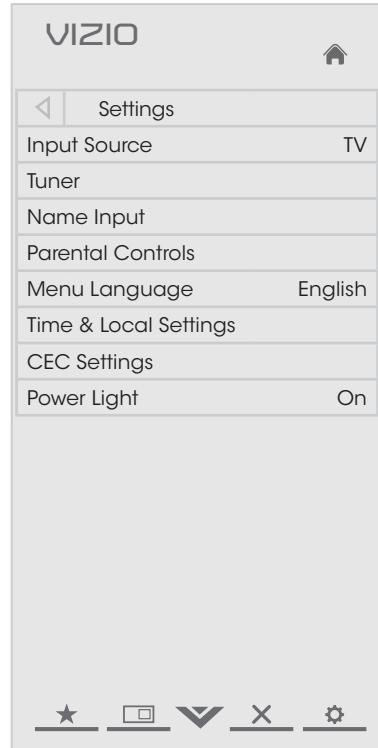 VIZIO
Settings
Input Source TV
Tuner
Name Input
Parental Controls
Menu Language English
Time & Local Settings
CEC Settings
Power Light On